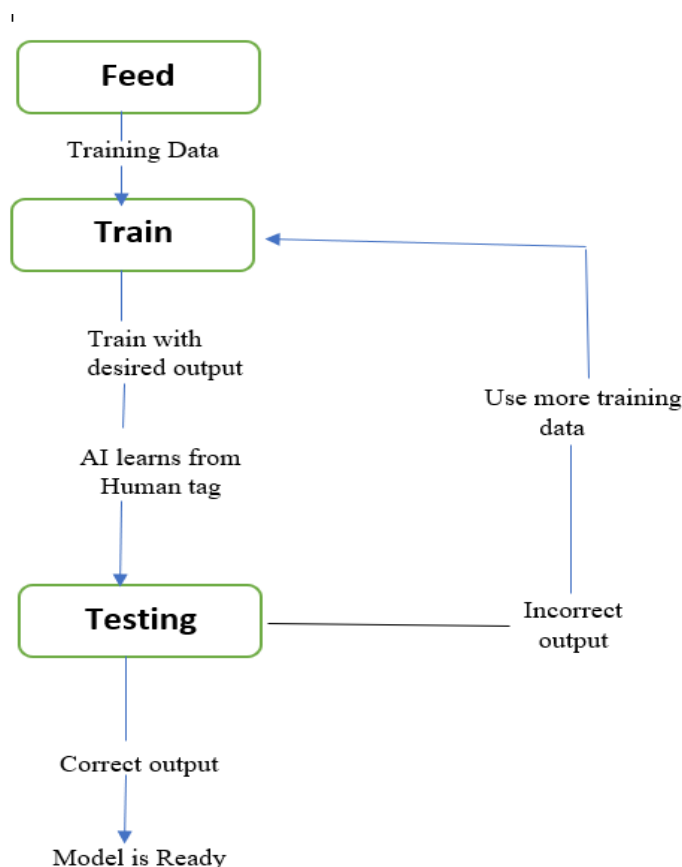 Feed
Training Data
Train
Train with
desired output
Use more training
data
AI learns from
Human tag
Testing
Incorrect
output
Correct output
Model is Ready